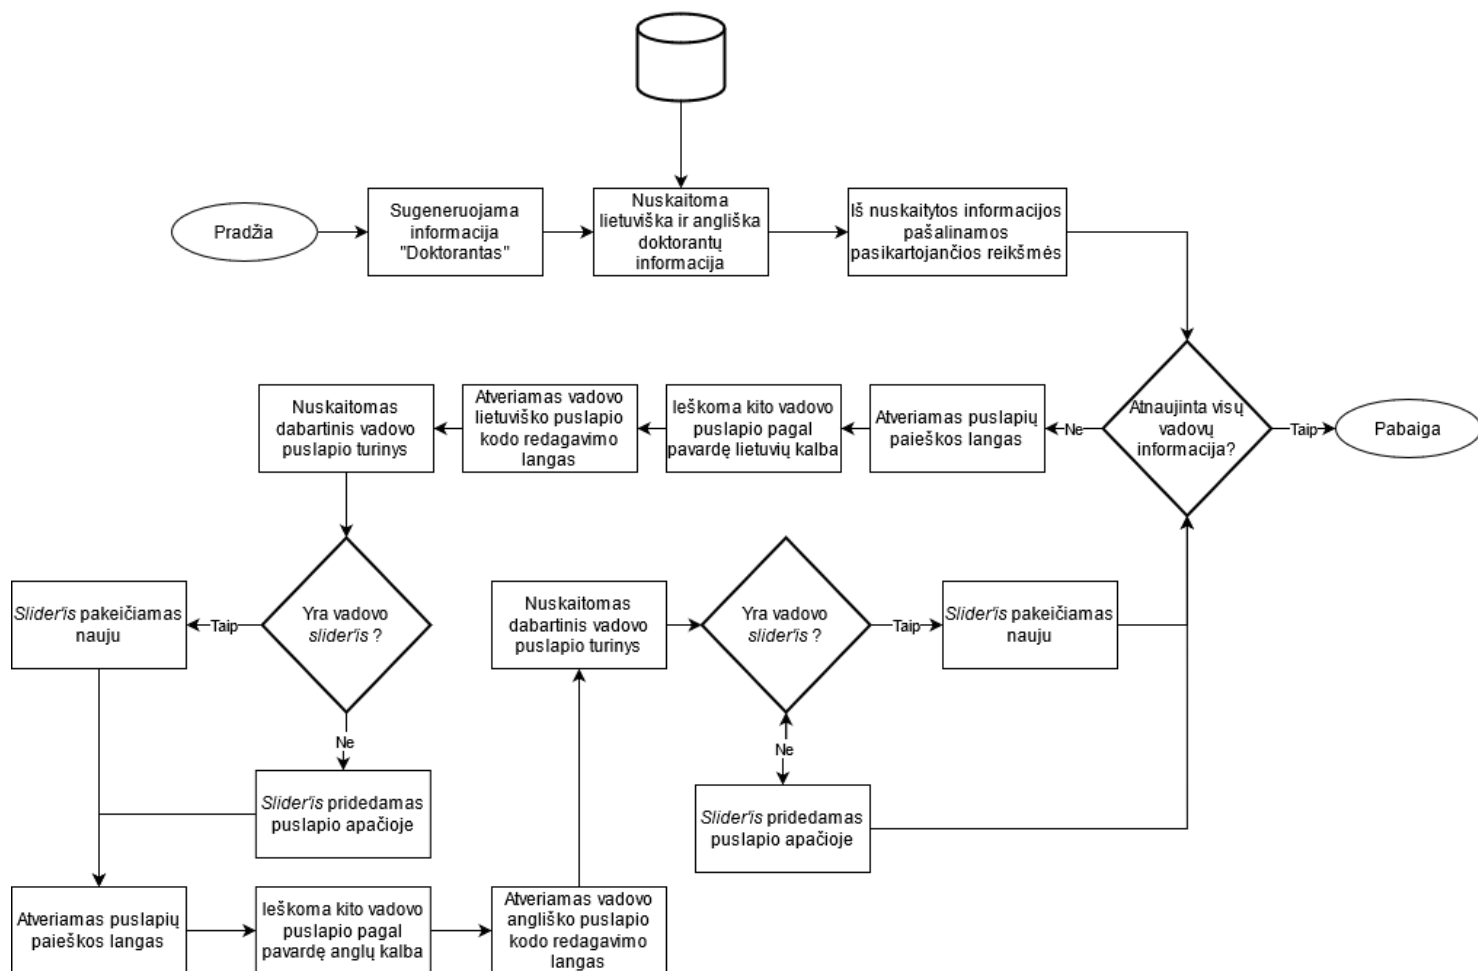 Pradžia
Sugeneruojama
informacija
"Doktorantas"
Nuskaitoma
lietuviška ir angliška
doktorantų
informacija
Iš nuskaitytos informacijos
pašalinamos
pasikartojančios reikšmės
Atnaujinta visų
vadovų
informacija?
Taip
Pabaiga
Ne
Atveriamas puslapių
paieškos langas
Ieškoma kito vadovo
puslapio pagal
pavardę lietuvių kalba
Atveriamas vadovo
lietuviško puslapio
kodo redagavimo
langas
Nuskaitomas
dabartinis vadovo
puslapio turinys
Yra vadovo
slider'is ?
Taip
Slider'is pakeičiamas
nauju
Ne
Slider'is pridedamas
puslapio apačioje
Atveriamas puslapių
paieškos langas
Ieškoma kito vadovo
puslapio pagal
pavardę anglų kalba
Atveriamas vadovo
angliško puslapio
kodo redagavimo
langas
Nuskaitomas
dabartinis vadovo
puslapio turinys
Yra vadovo
slider'is ?
Taip
Slider'is pakeičiamas
nauju
Ne
Slider'is pridedamas
puslapio apačioje